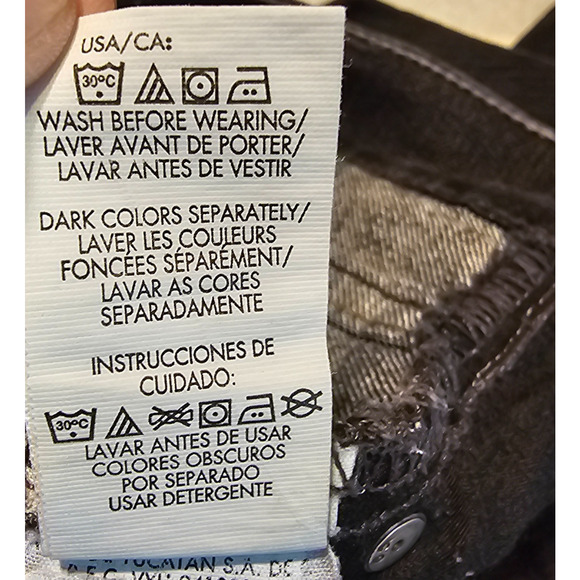 USA/CA:
30°C
WASH BEFORE WEARING/
LAVER AVANT DE PORTER/
LAVAR ANTES DE VESTIR
DARK COLORS SEPARATELY/
LAVER LES COULEURS
FONCÉES SÉPARÉMENT/
LAVAR AS CORES
SEPARADAMENTE
INSTRUCCIONES DE
CUIDADO:
30°C
LAVAR ANTES DE USAR
COLORES OBSCUROS
POR SEPARADO
USAR DETERGENTE
YUCATAN S.A. DE